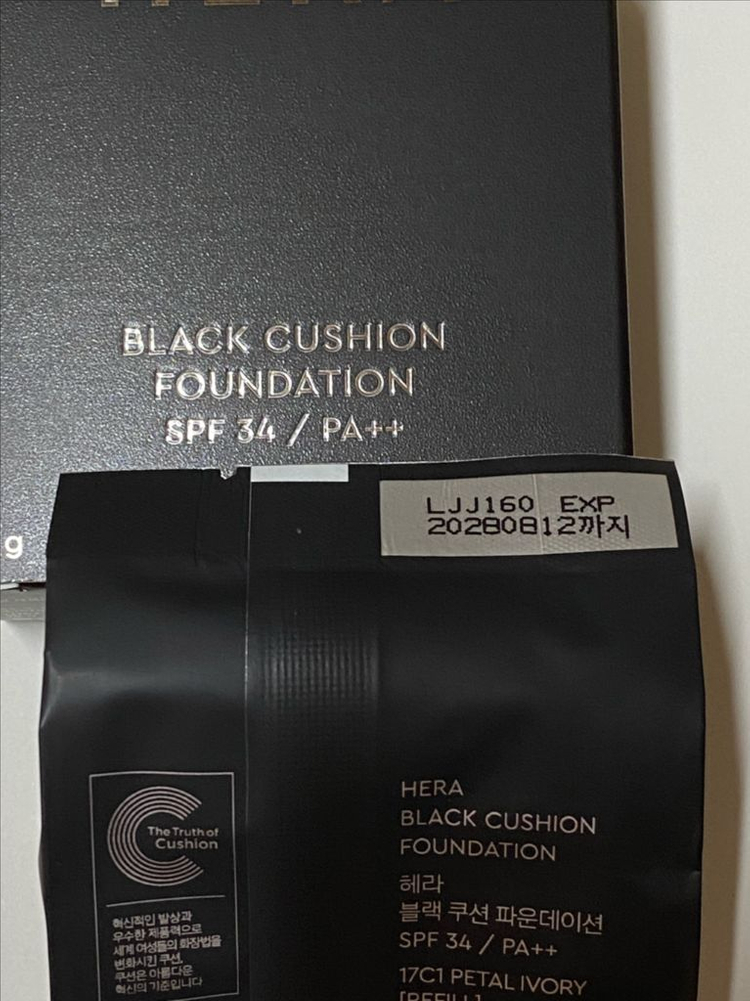 BLACK CUSHION
FOUNDATION
SPF 34 / PA++
g
LJJ160 EXP
20280812까지
The Truth of
Cushion
혁신적인 발상과
우수한 제품력으로
세계 여성들의 화장법을
변화시킨 쿠션,
쿠션은 아름다운
혁신의 기준입니다
HERA
BLACK CUSHION
FOUNDATION
헤라
블랙 쿠션 파운데이션
SPF 34 / PA++
17C1 PETAL IVORY
[REFILL]